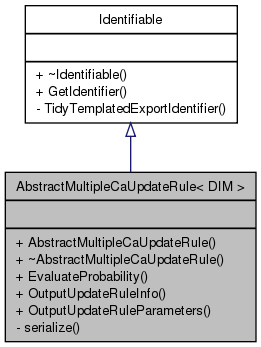 Identifiable
+ ~Identifiable()
+ GetIdentifier()
- TidyTemplatedExportIdentifier()
AbstractMultipleCaUpdateRule< DIM >
+ AbstractMultipleCaUpdateRule()
+ ~AbstractMultipleCaUpdateRule()
+ EvaluateProbability()
+ OutputUpdateRuleInfo()
+ OutputUpdateRuleParameters()
- serialize()